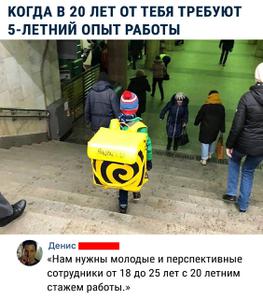 КОГДА В 20 ЛЕТ ОТ ТЕБЯ ТРЕБУЮТ
5-ЛЕТНИЙ ОПЫТ РАБОТЫ
Денис
«Нам нужны молодые и перспективные
сотрудники от 18 до 25 лет с 20 летним
стажем работы.»